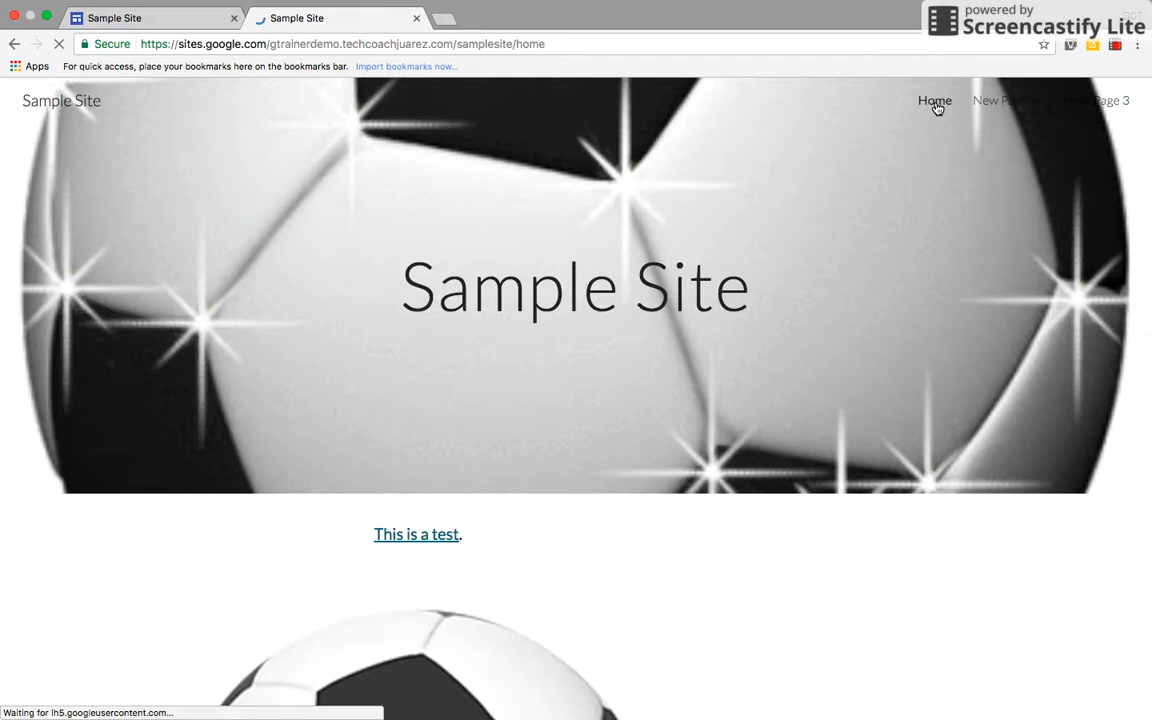 Sample Site
Sample Site
powered by
Screencastify Lite
Secure
https://sites.google.com/gtrainerdemo.techcoachjuarez.com/samplesite/home
Apps
For quick access, place your bookmarks here on the bookmarks bar.
Import bookmarks now...
Sample Site
Home
New
Page 3
Sample Site
This is a test.
Waiting for lh5.googleusercontent.com...